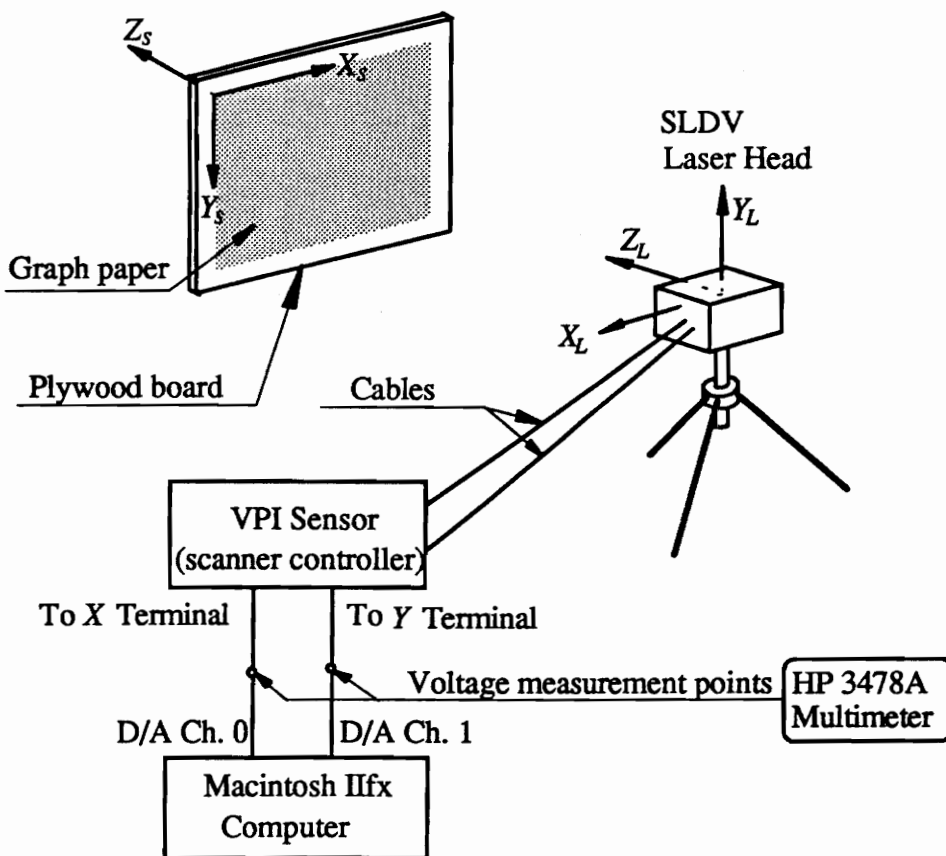 Z_S
X_s
SLDV
Laser Head
Y_s
Y_L
Z_L
Graph paper
X_L
Plywood board
Cables
VPI Sensor
(scanner controller)
To X Terminal
To Y Terminal
Voltage measurement points
HP 3478A
Multimeter
D/A Ch. 0
D/A Ch. 1
Macintosh IIfx
Computer